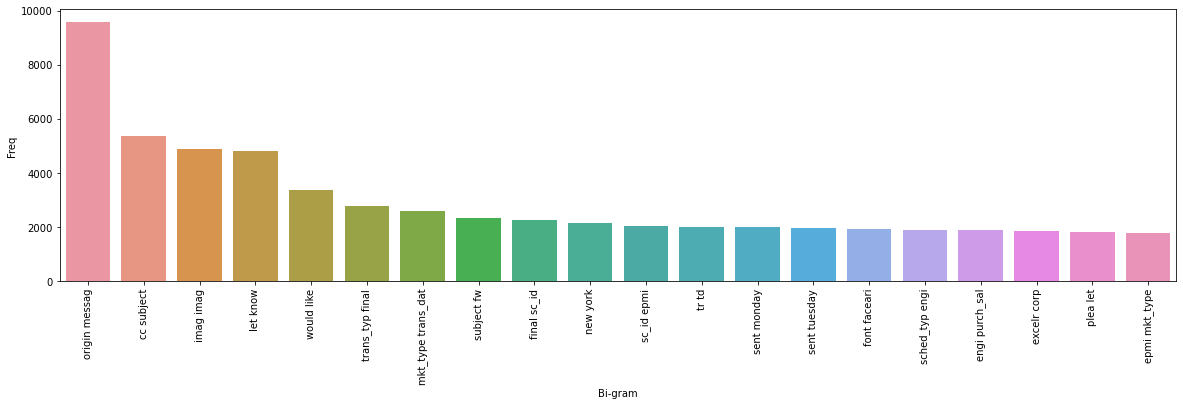 10000
8000
6000
4000
2000
0
Freq
origin messag
cc subject
imag imag
let know
would like
trans_typ final
mkt_type trans_dat
subject fw
final sc_id
new york
sc_id epmi
tr td
sent monday
sent tuesday
font faceari
sched_typ engi
engi purch_sal
excelr corp
plea let
epmi mkt_type
Bi-gram